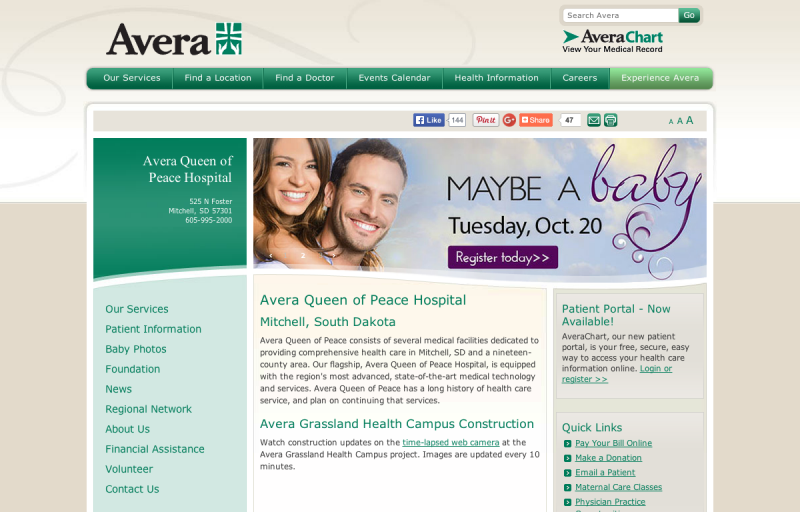 Avera
Search Avera
Go
AveraChart
View Your Medical Record
Our Services
Find a Location
Find a Doctor
Events Calendar
Health Information
Careers
Experience Avera
Like
144
Pinit
Share
47
A A A
Avera Queen of
Peace Hospital
525 N Foster
Mitchell, SD 57301
605-995-2000
MAYBE A baby
Tuesday, Oct. 20
Register today>>
2
Our Services
Patient Information
Baby Photos
Foundation
News
Regional Network
About Us
Financial Assistance
Volunteer
Contact Us
Avera Queen of Peace Hospital
Mitchell, South Dakota
Avera Queen of Peace consists of several medical facilities dedicated to
providing comprehensive health care in Mitchell, SD and a nineteen-
county area. Our flagship, Avera Queen of Peace Hospital, is equipped
with the region's most advanced, state-of-the-art medical technology
and services. Avera Queen of Peace has a long history of health care
service, and plan on continuing that services.
Avera Grassland Health Campus Construction
Watch construction updates on the time-lapsed web camera at the
Avera Grassland Health Campus project. Images are updated every 10
minutes.
Patient Portal - Now
Available!
AveraChart, our new patient
portal, is your free, secure, easy
way to access your health care
information online. Login or
register >>
Quick Links
Pay Your Bill Online
Make a Donation
Email a Patient
Maternal Care Classes
Physician Practice